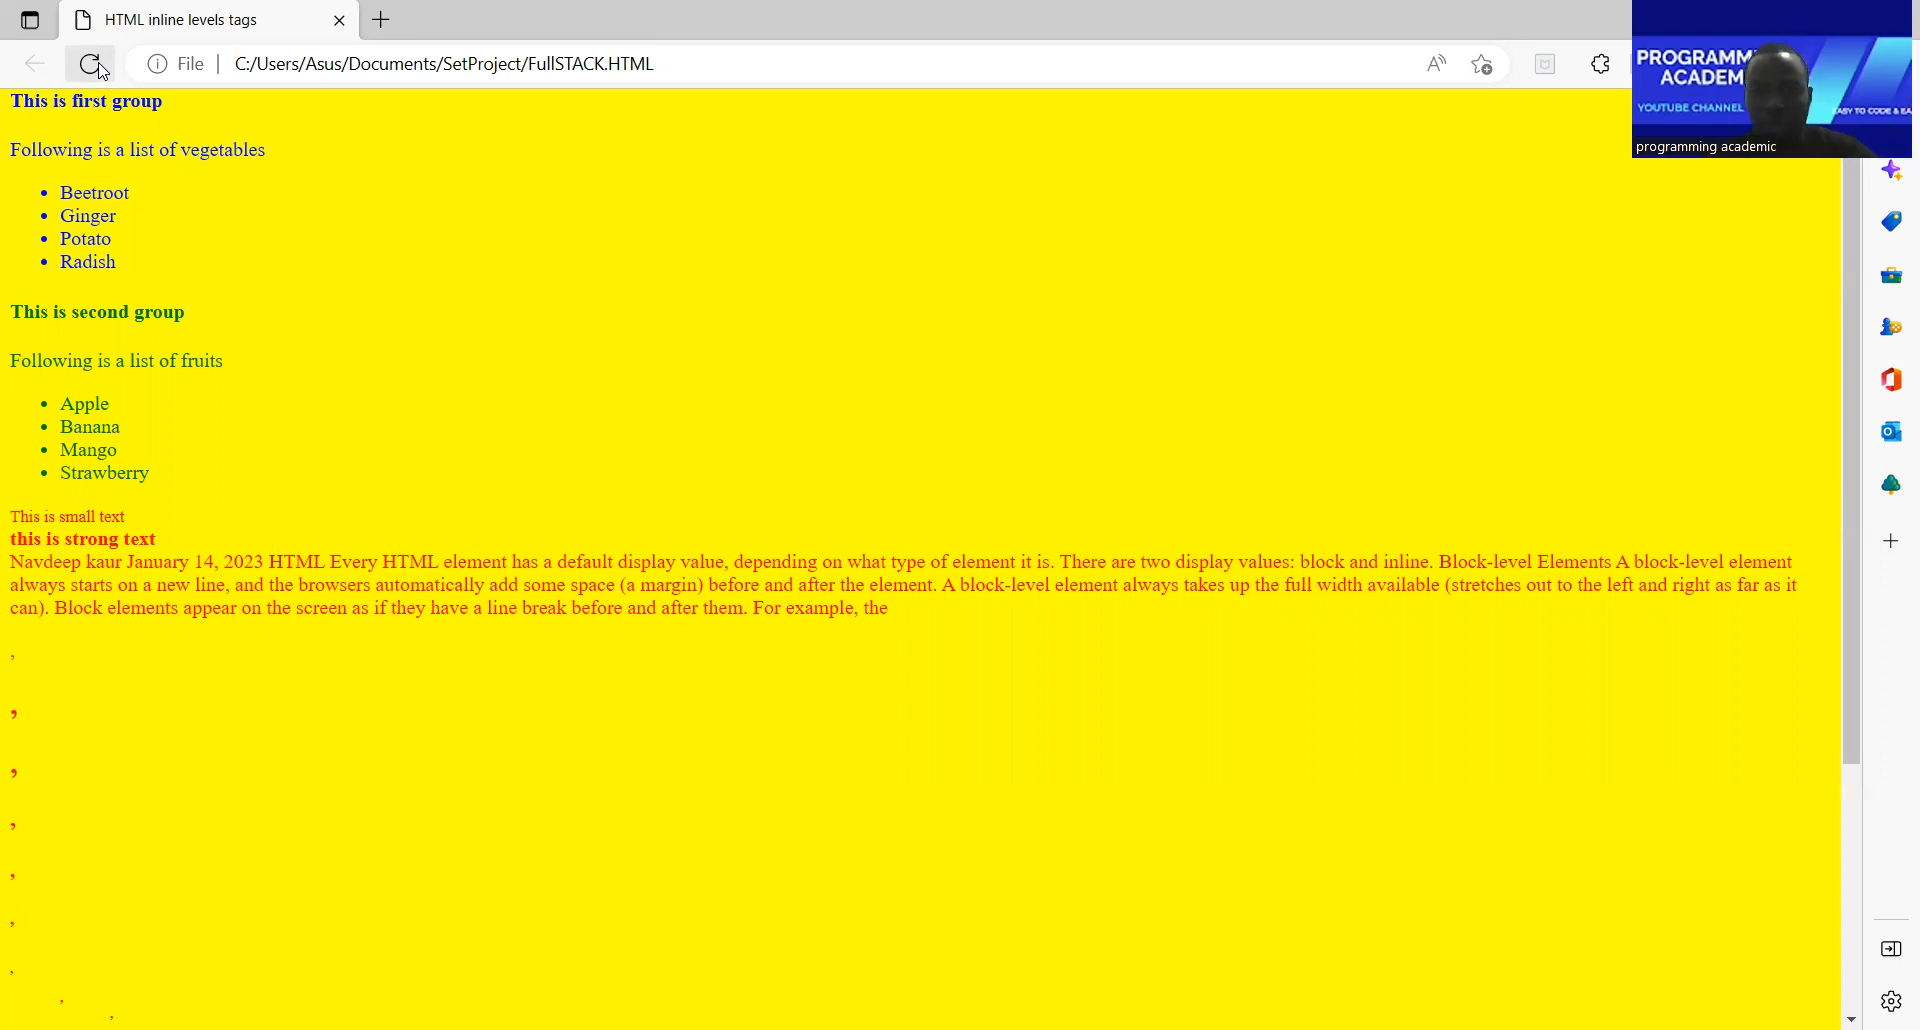 HTML inline levels tags
File
C:/Users/Asus/Documents/SetProject/FullSTACK.HTML
PROGRAMM
ACADEM
YOUTUBE CHANNEL
ASY TO CODE & EA
programming academic
This is first group
Following is a list of vegetables
• Beetroot
• Ginger
• Potato
• Radish
This is second group
Following is a list of fruits
• Apple
• Banana
• Mango
• Strawberry
This is small text
this is strong text
Navdeep kaur January 14, 2023 HTML Every HTML element has a default display value, depending on what type of element it is. There are two display values: block and inline. Block-level Elements A block-level element
always starts on a new line, and the browsers automatically add some space (a margin) before and after the element. A block-level element always takes up the full width available (stretches out to the left and right as far as it
can). Block elements appear on the screen as if they have a line break before and after them. For example, the
,
,
,
,
,
,
,
,
,